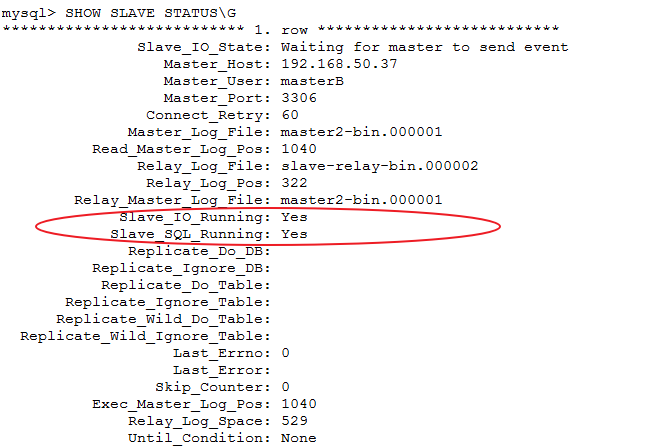 mysql> SHOW SLAVE STATUS\G
*************************** 1. row ***************************
Slave_IO_State: Waiting for master to send event
Master_Host: 192.168.50.37
Master_User: masterB
Master_Port: 3306
Connect_Retry: 60
Master_Log_File: master2-bin.000001
Read_Master_Log_Pos: 1040
Relay_Log_File: slave-relay-bin.000002
Relay_Log_Pos: 322
Relay_Master_Log_File: master2-bin.000001
Slave_IO_Running: Yes
Slave_SQL_Running: Yes
Replicate_Do_DB:
Replicate_Ignore_DB:
Replicate_Do_Table:
Replicate_Ignore_Table:
Replicate_Wild_Do_Table:
Replicate_Wild_Ignore_Table:
Last_Errno: 0
Last_Error:
Skip_Counter: 0
Exec_Master_Log_Pos: 1040
Relay_Log_Space: 529
Until_Condition: None